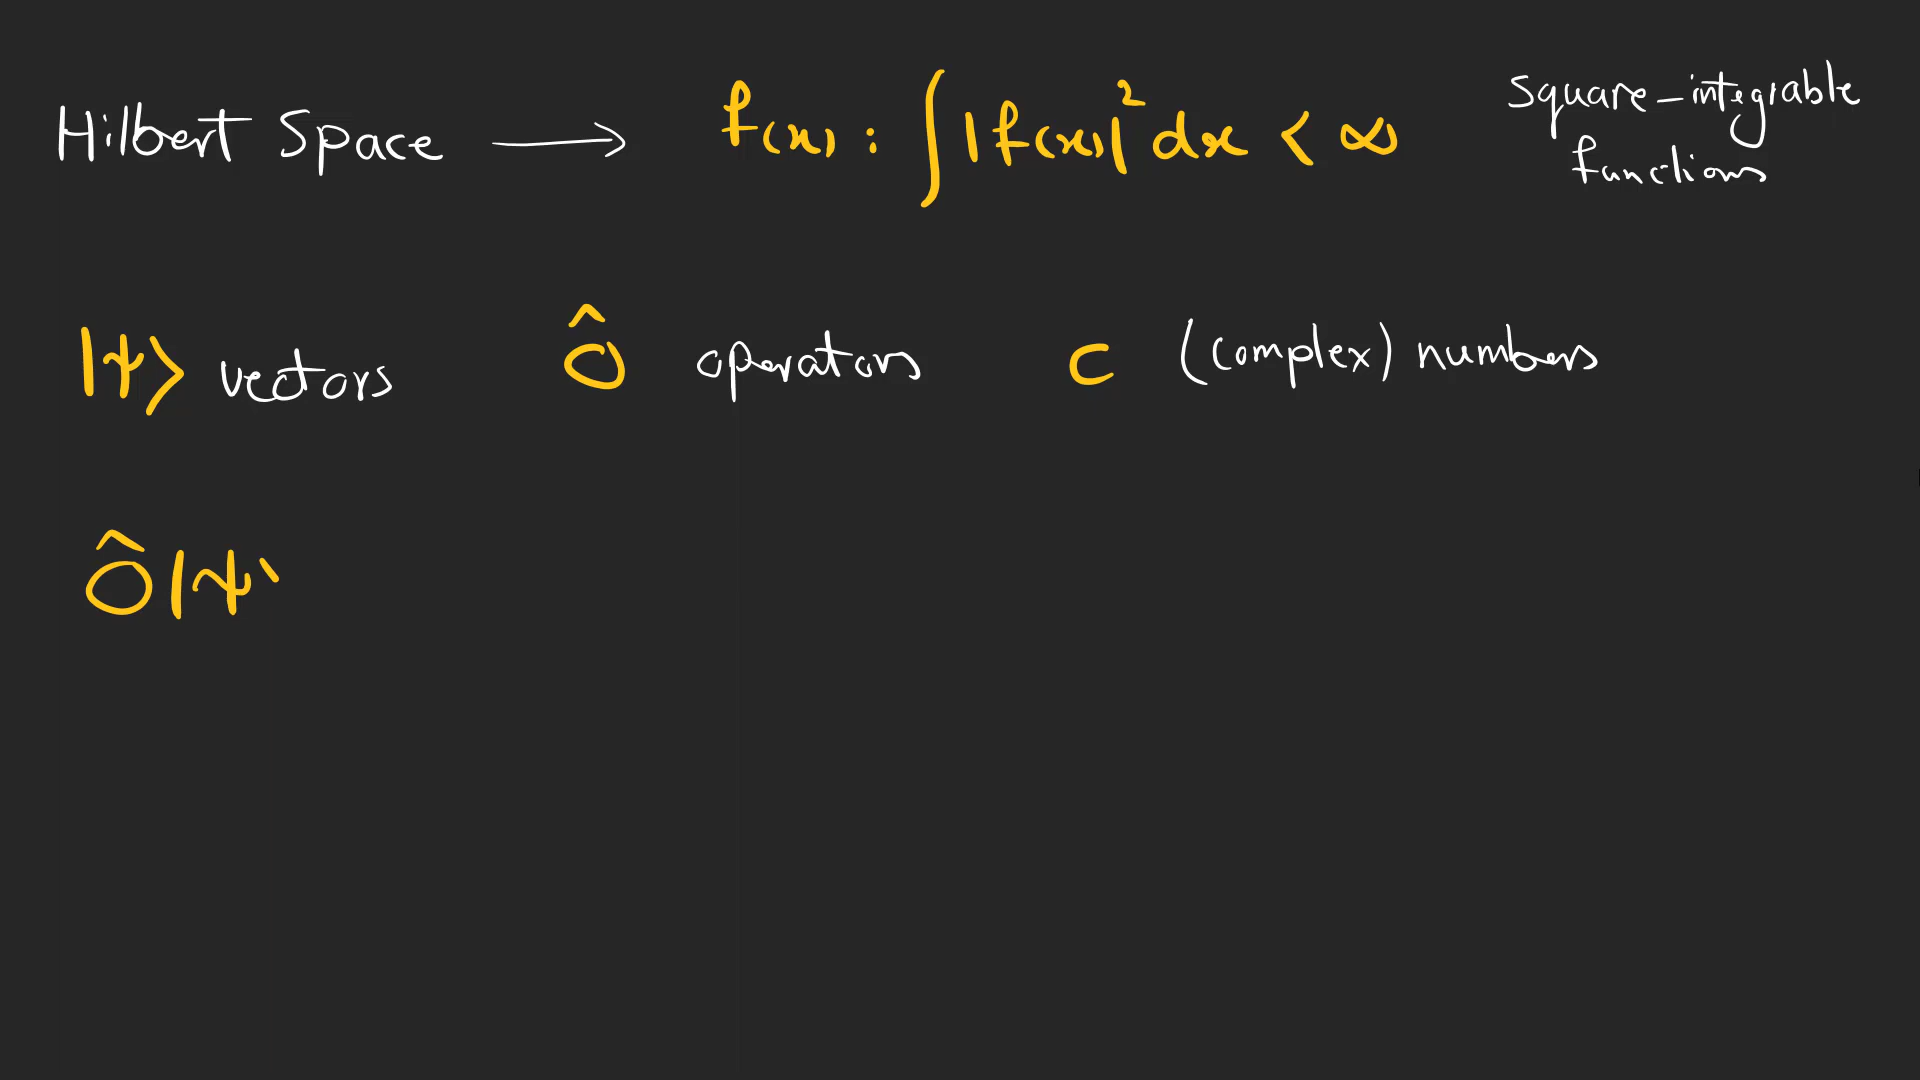 Hilbert Space ⟶ f(x) : ∫|f(x)|² dx < ∞ square-integrable functions
|ψ⟩ vectors Ô operators c (complex) numbers
Ô|ψ